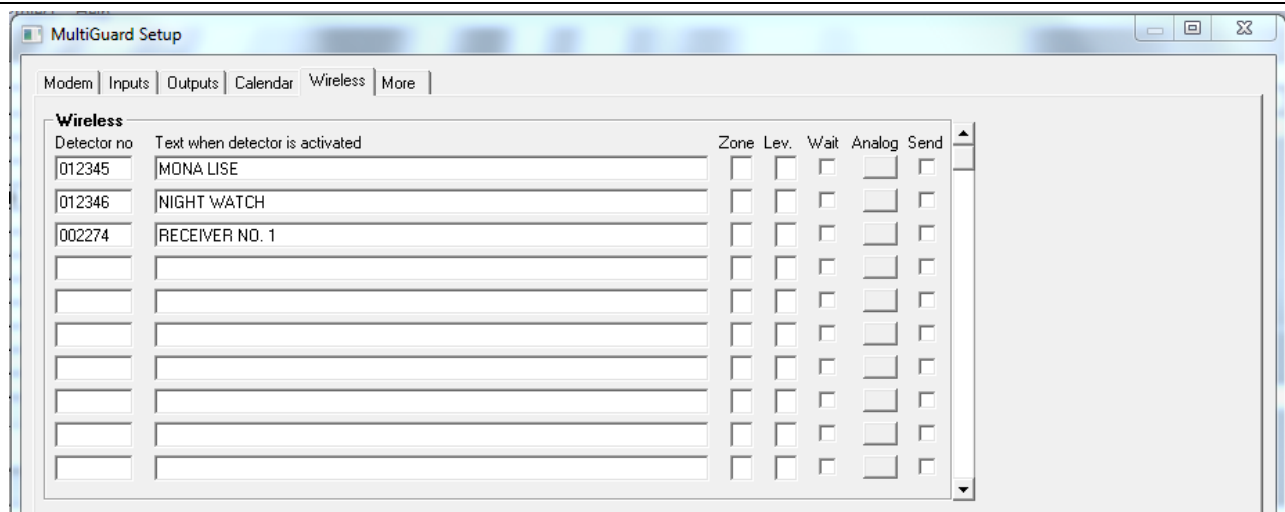 MultiGuard Setup
Modem Inputs Outputs Calendar Wireless More
Wireless
Detector no Text when detector is activated Zone Lev. Wait Analog Send
012345 MONA LISE
012346 NIGHT WATCH
002274 RECEIVER NO. 1